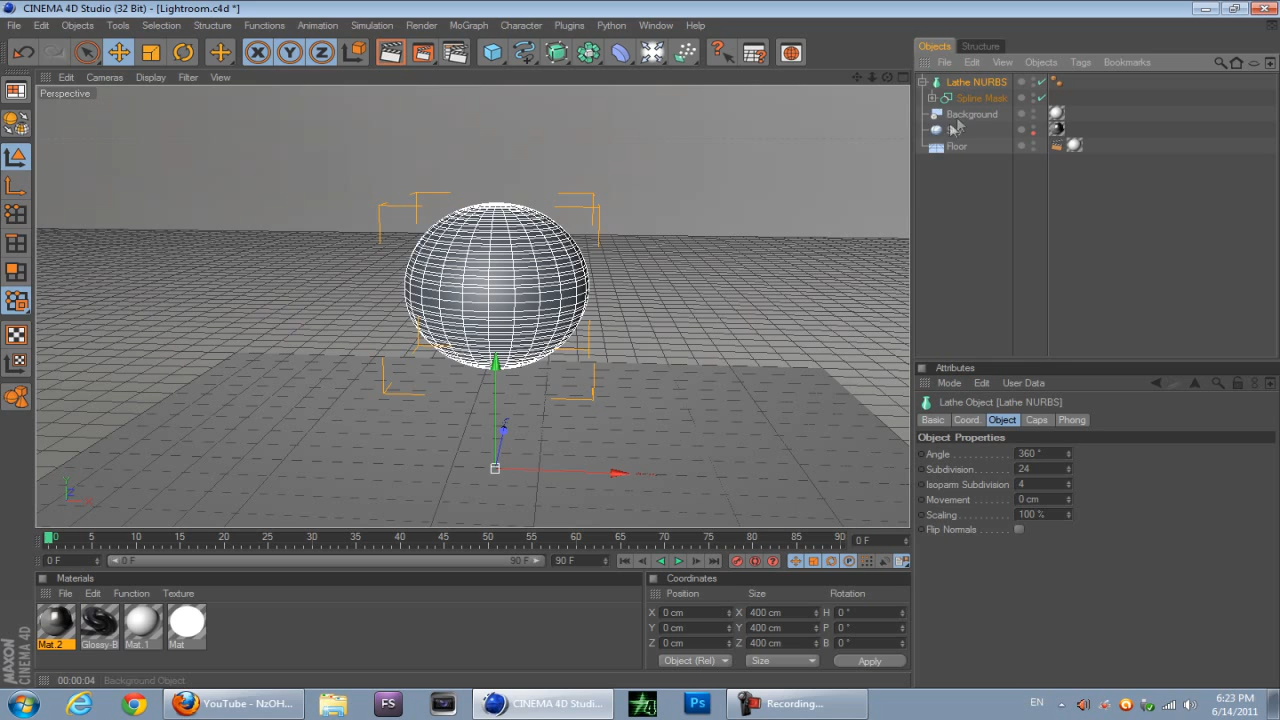 CINEMA 4D Studio (32 Bit) - [Lightroom.c4d *]
File Edit Objects Tools Selection Structure Functions Animation Simulation Render MoGraph Character Plugins Python Window Help
Objects Structure
Edit Cameras Display Filter View
File Edit View Objects Tags Bookmarks
Perspective
Lathe NURBS
Spline Mask
Background
Floor
Attributes
Mode Edit User Data
Lathe Object [Lathe NURBS]
Basic Coord. Object Caps Phong
Object Properties
Angle 360 °
Subdivision 24
Isoparm Subdivision 4
Movement 0 cm
Scaling 100 %
Flip Normals
0 5 10 15 20 25 30 35 40 45 50 55 60 65 70 75 80 85 90 0 F
0 F 0 F 90 F 90 F
Materials
File Edit Function Texture
Mat.2 Glossy-B Mat.1 Mat
Coordinates
Position Size Rotation
X 0 cm X 400 cm H 0 °
Y 0 cm Y 400 cm P 0 °
Z 0 cm Z 400 cm B 0 °
Object (Rel) Size Apply
MAXON
CINEMA 4D
00:00:04 Background Object
YouTube - NzOH... FS CINEMA 4D Studi... Ps Recording... EN 6:23 PM
6/14/2011